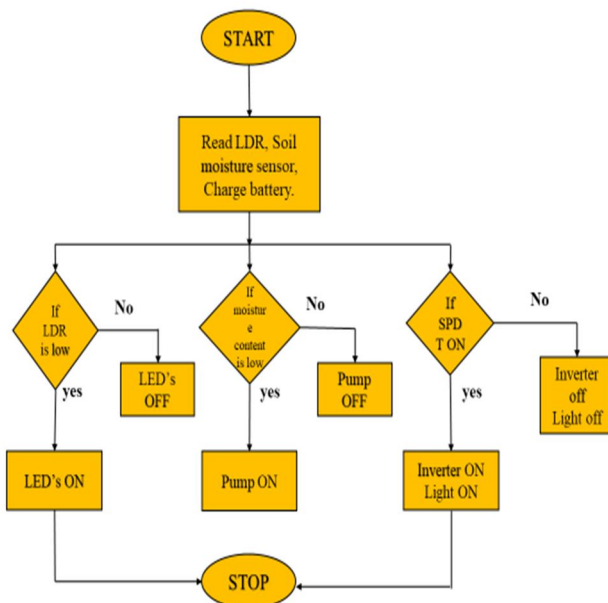 START
Read LDR, Soil
moisture sensor,
Charge battery.
If
LDR
is low
No
yes
LED's
OFF
If
moistur
e
content
is low
No
yes
Pump
OFF
If
SPD
T ON
No
yes
Inverter
off
Light off
LED's ON
Pump ON
Inverter ON
Light ON
STOP